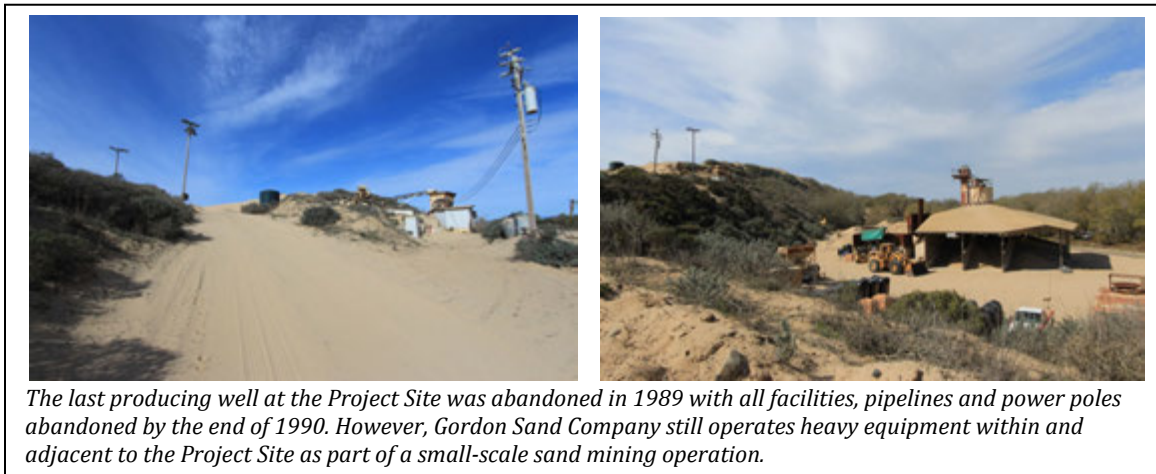 The last producing well at the Project Site was abandoned in 1989 with all facilities, pipelines and power poles
abandoned by the end of 1990. However, Gordon Sand Company still operates heavy equipment within and
adjacent to the Project Site as part of a small-scale sand mining operation.